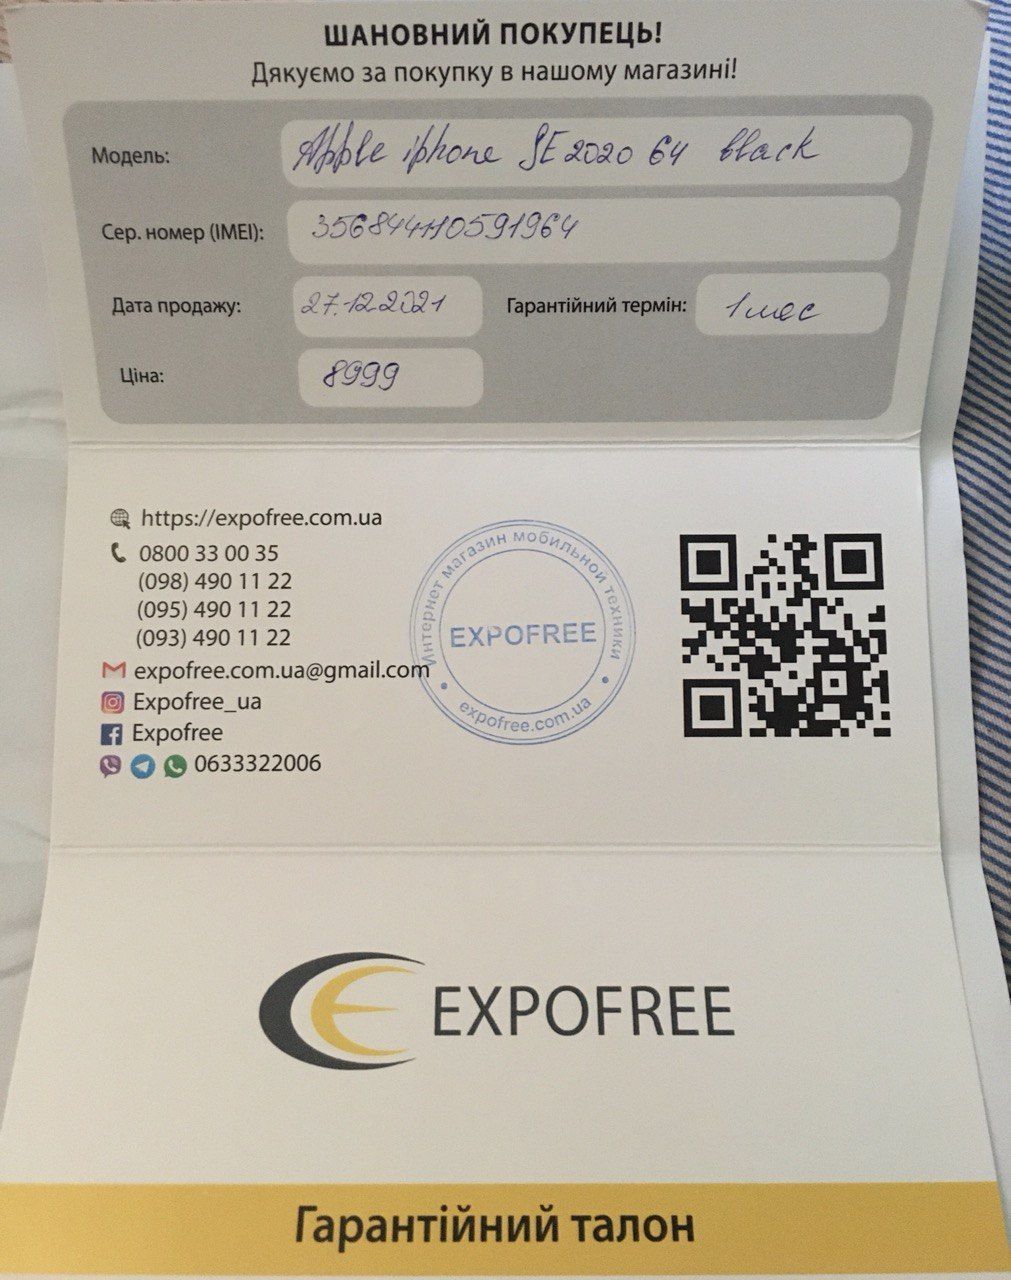 ШАНОВНИЙ ПОКУПЕЦЬ!
Дякуємо за покупку в нашому магазині!
Модель: Apple iphone SE 2020 64 black
Сер. номер (IMEI): 356844110591964
Дата продажу: 27.12.2021 Гарантійний термін: 1 мес
Ціна: 8999
https://expofree.com.ua
0800 33 00 35
(098) 490 11 22
(095) 490 11 22
(093) 490 11 22
expofree.com.ua@gmail.com
Expofree_ua
Expofree
0633322006
Интернет магазин мобильной техники
EXPOFREE
expofree.com.ua
EXPOFREE
Гарантійний талон